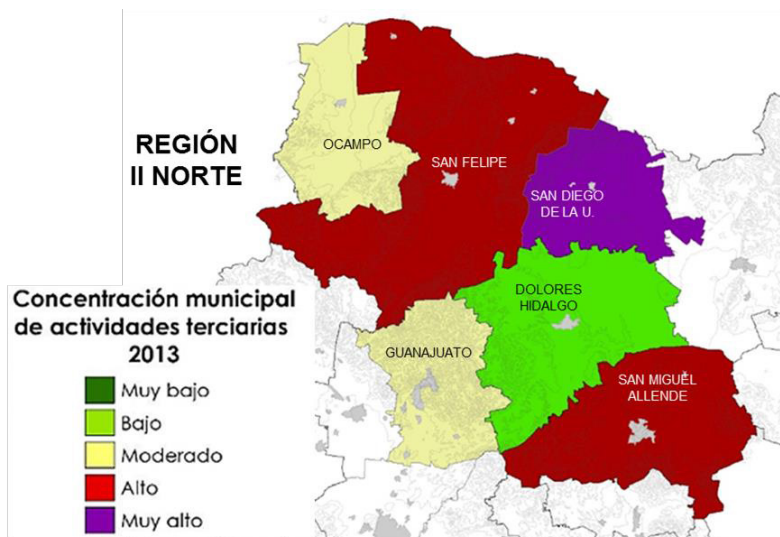 REGIÓN
II NORTE
OCAMPO
SAN FELIPE
SAN DIEGO
DE LA U.
DOLORES
HIDALGO
GUANAJUATO
SAN MIGUEL
ALLENDE
Concentración municipal
de actividades terciarias
2013
Muy bajo
Bajo
Moderado
Alto
Muy alto